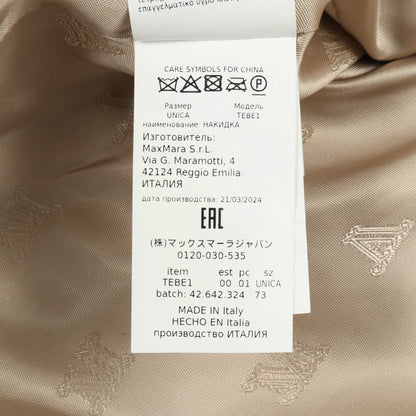 επαγγελματικό υγρό
CARE SYMBOLS FOR CHINA
P
Размер Модель
UNICA TEBE1
наименование: НАКИДКА
Изготовитель:
MaxMara S.r.L.
Via G. Maramotti, 4
42124 Reggio Emilia.
ИТАЛИЯ
дата производства: 21/03/2024
EAC
(株)マックスマーラジャパン
0120-030-535
item est pc sz
TEBE1 00 01 UNICA
batch: 42.642.324 73
MADE IN Italy
HECHO EN Italia
производство ИТАЛИЯ